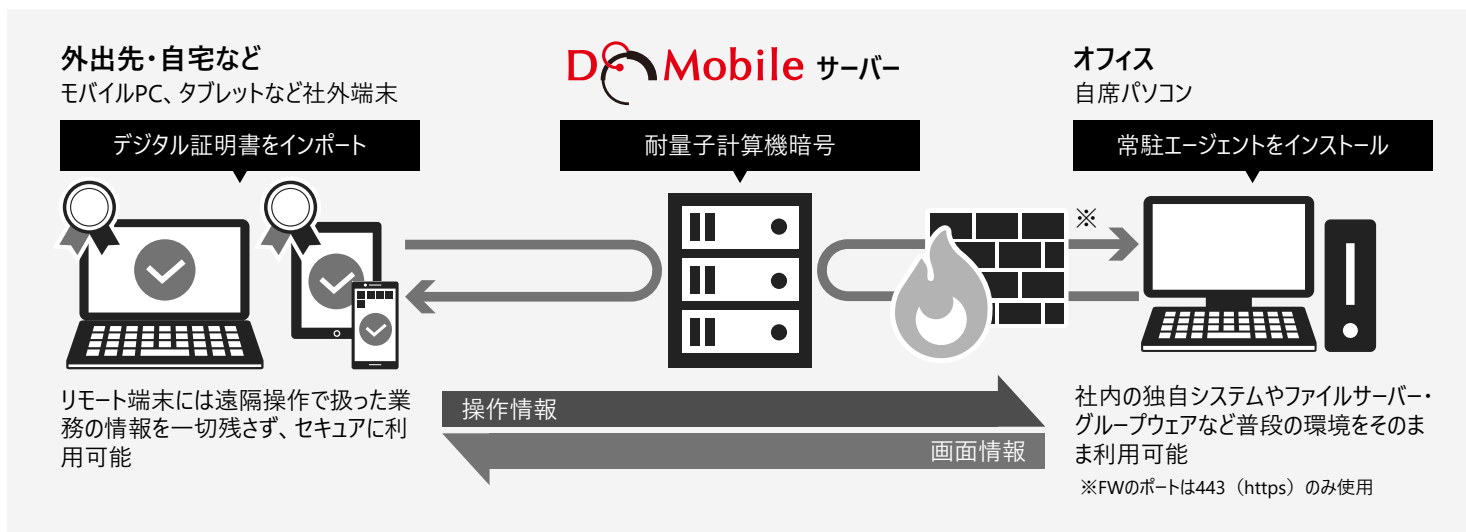 外出先・自宅など
モバイルPC、タブレットなど社外端末
デジタル証明書をインポート
リモート端末には遠隔操作で扱った業
務の情報を一切残さず、セキュアに利
用可能
DoMobile サーバー
耐量子計算機暗号
操作情報
画面情報
オフィス
自席パソコン
常駐エージェントをインストール
※
社内の独自システムやファイルサーバー・
グループウェアなど普段の環境をそのま
ま利用可能
※FWのポートは443（https）のみ使用